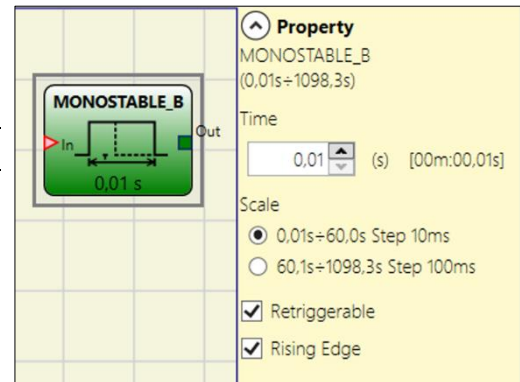 MONOSTABLE_B
In
Out
0,01 s
Property
MONOSTABLE_B
(0,01s÷1098,3s)
Time
0,01 (s) [00m:00,01s]
Scale
0,01s÷60,0s Step 10ms
60,1s÷1098,3s Step 100ms
Retriggerable
Rising Edge